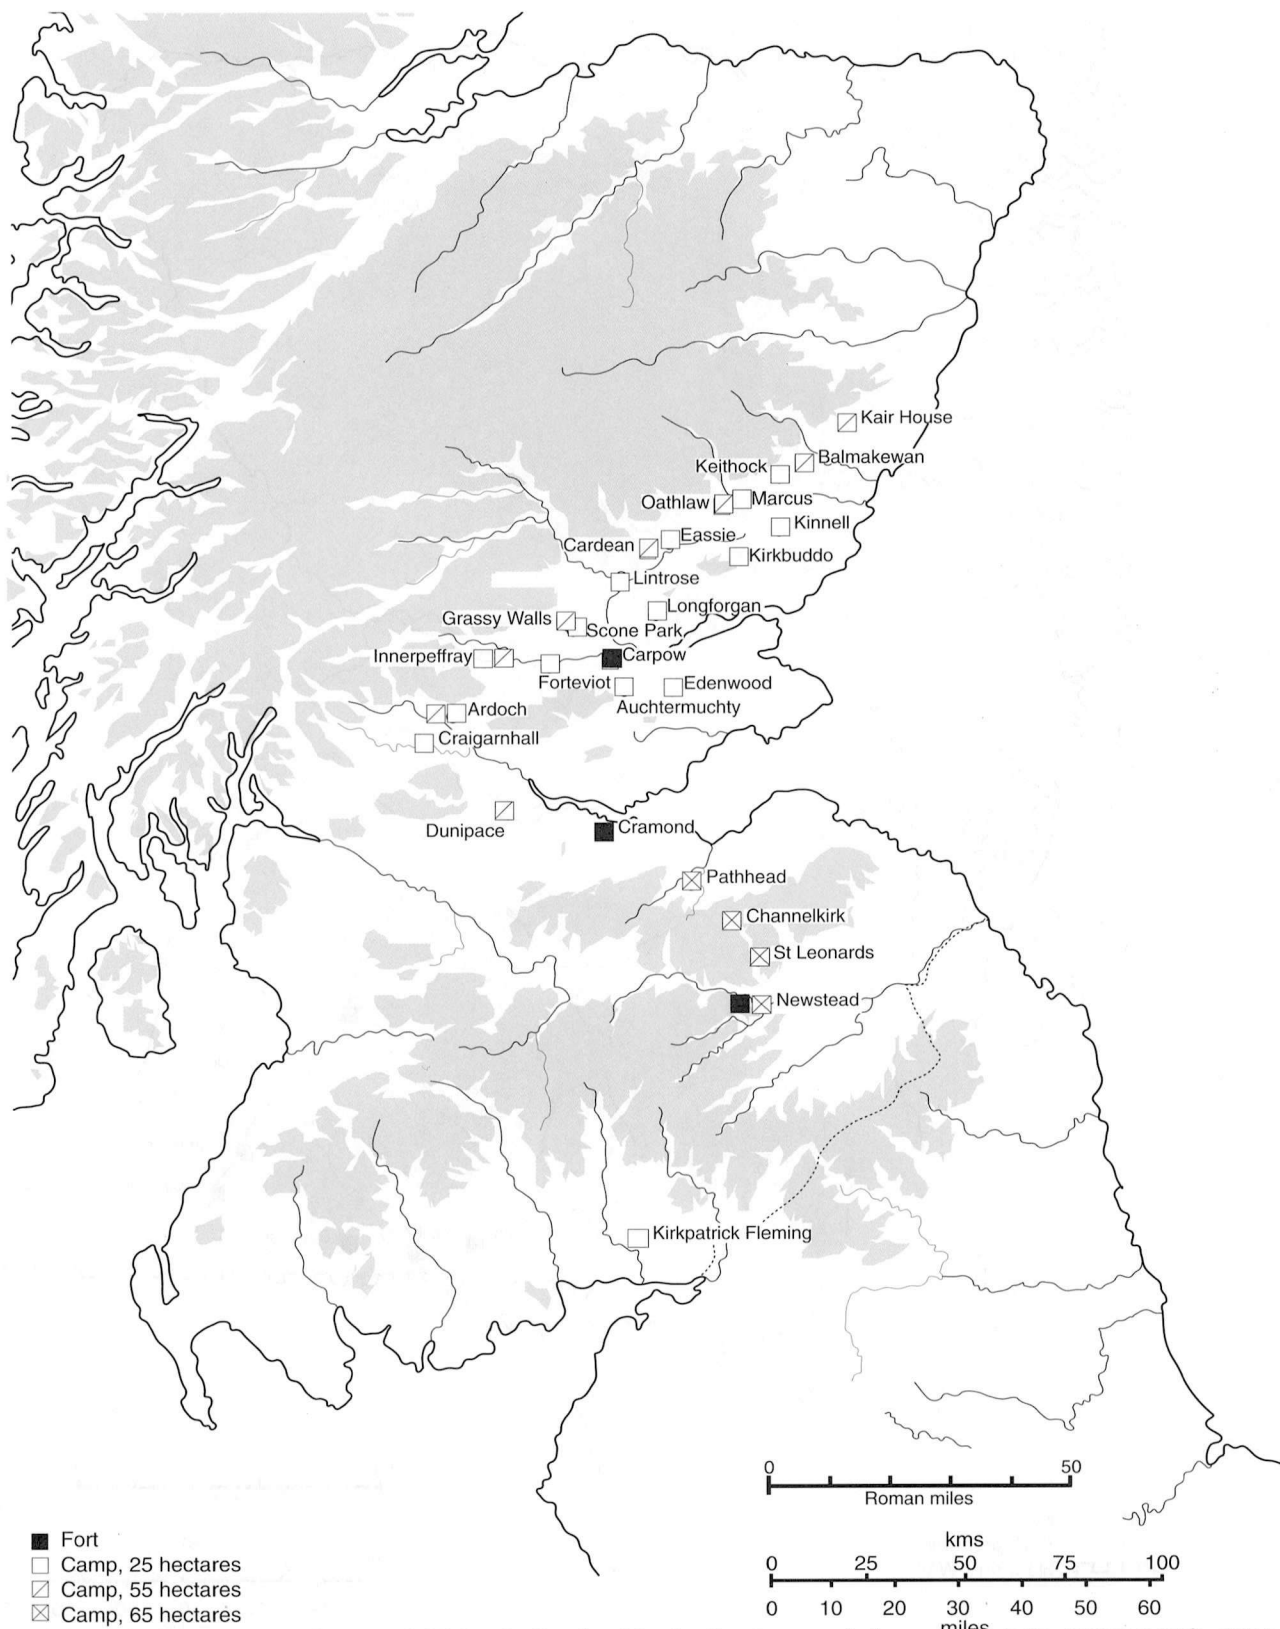 Kair House
Balmakewan
Keithock
Oathlaw
Marcus
Kinnell
Eassie
Cardean
Kirkbuddo
Lintrose
Longforgan
Grassy Walls
Scone Park
Innerpeffray
Carpow
Forteviot
Edenwood
Auchtermuchty
Ardoch
Craigarnhall
Dunipace
Cramond
Pathhead
Channelkirk
St Leonards
Newstead
Kirkpatrick Fleming
0 50
Roman miles
kms
0 25 50 75 100
0 10 20 30 40 50 60
miles
Fort
Camp, 25 hectares
Camp, 55 hectares
Camp, 65 hectares